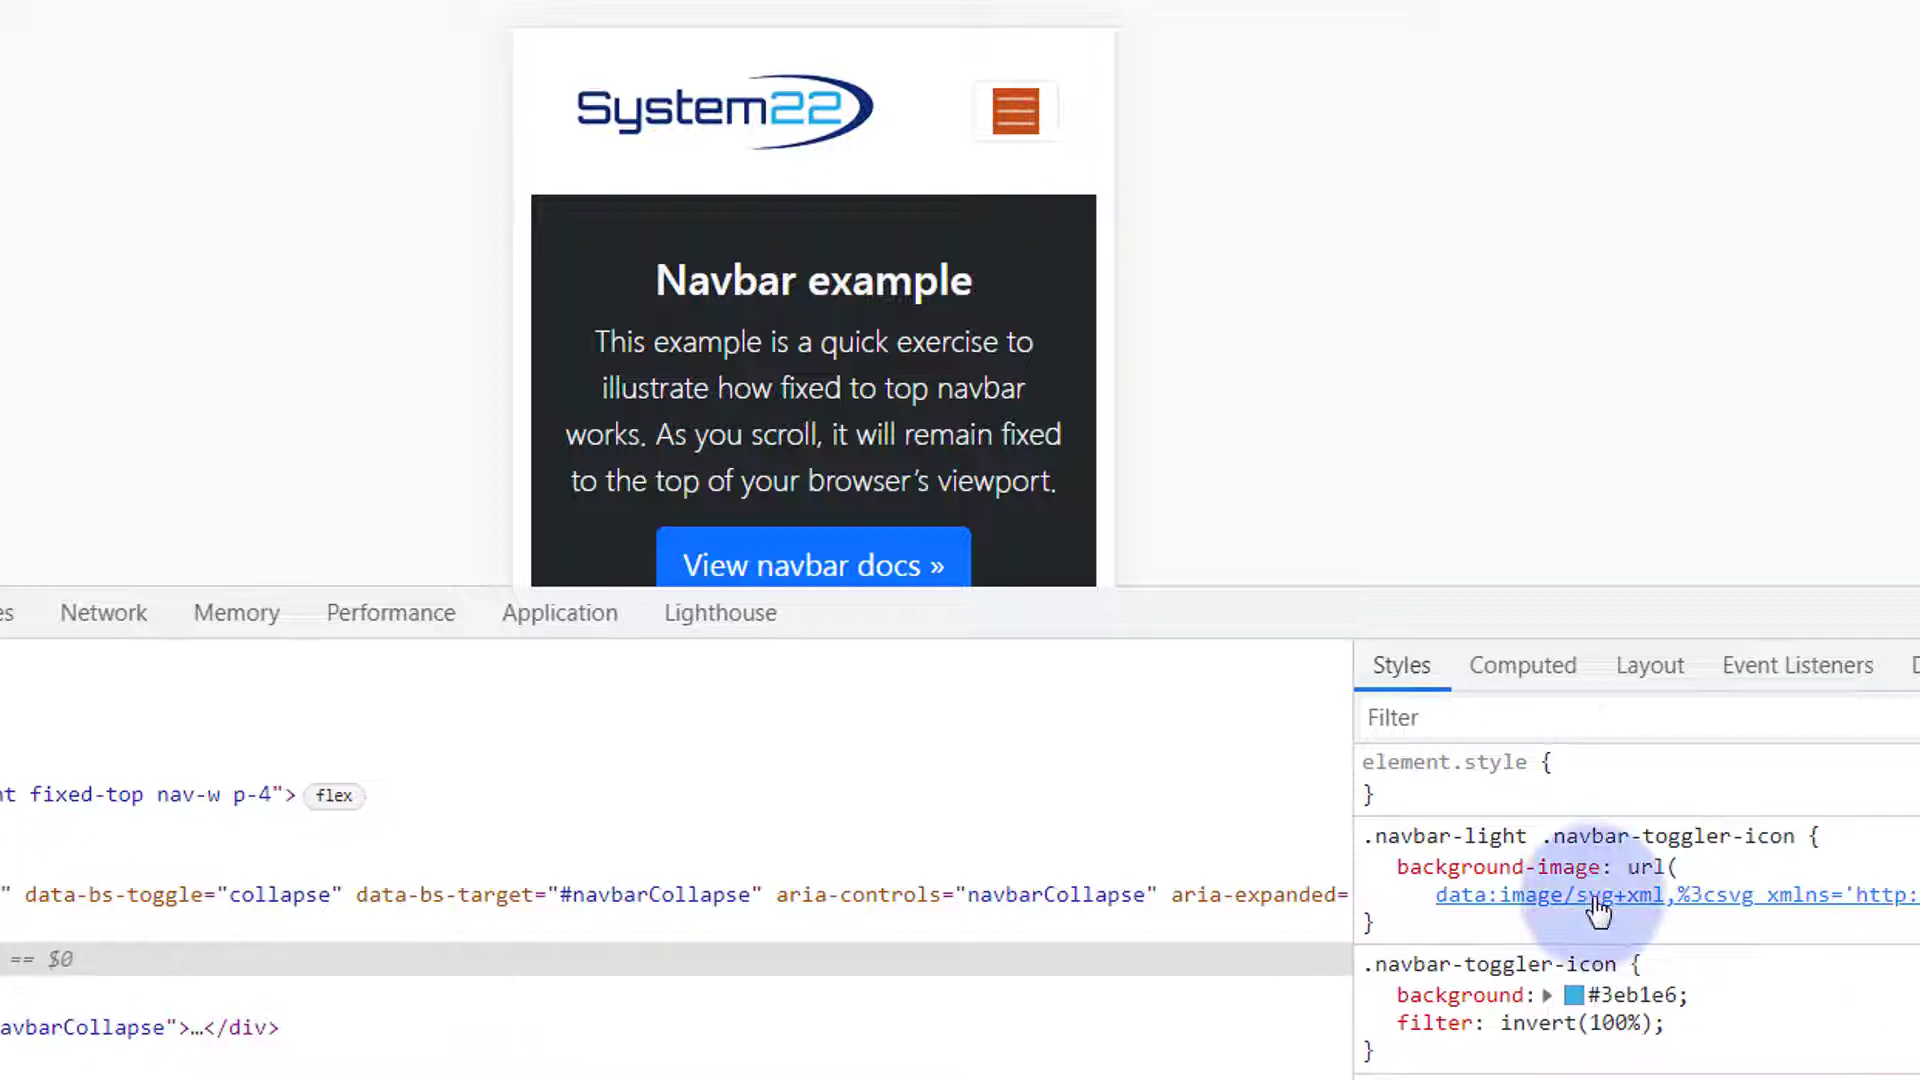 System22
Navbar example
This example is a quick exercise to
illustrate how fixed to top navbar
works. As you scroll, it will remain fixed
to the top of your browser's viewport.
View navbar docs »
es Network Memory Performance Application Lighthouse
Styles Computed Layout Event Listeners D
Filter
element.style {
}
nt fixed-top nav-w p-4"> flex
.navbar-light .navbar-toggler-icon {
background-image: url(
data:image/svg+xml,%3csvg xmlns='http:
}
" data-bs-toggle="collapse" data-bs-target="#navbarCollapse" aria-controls="navbarCollapse" aria-expanded=
== $0
.navbar-toggler-icon {
background: #3eb1e6;
filter: invert(100%);
}
avbarCollapse">…</div>